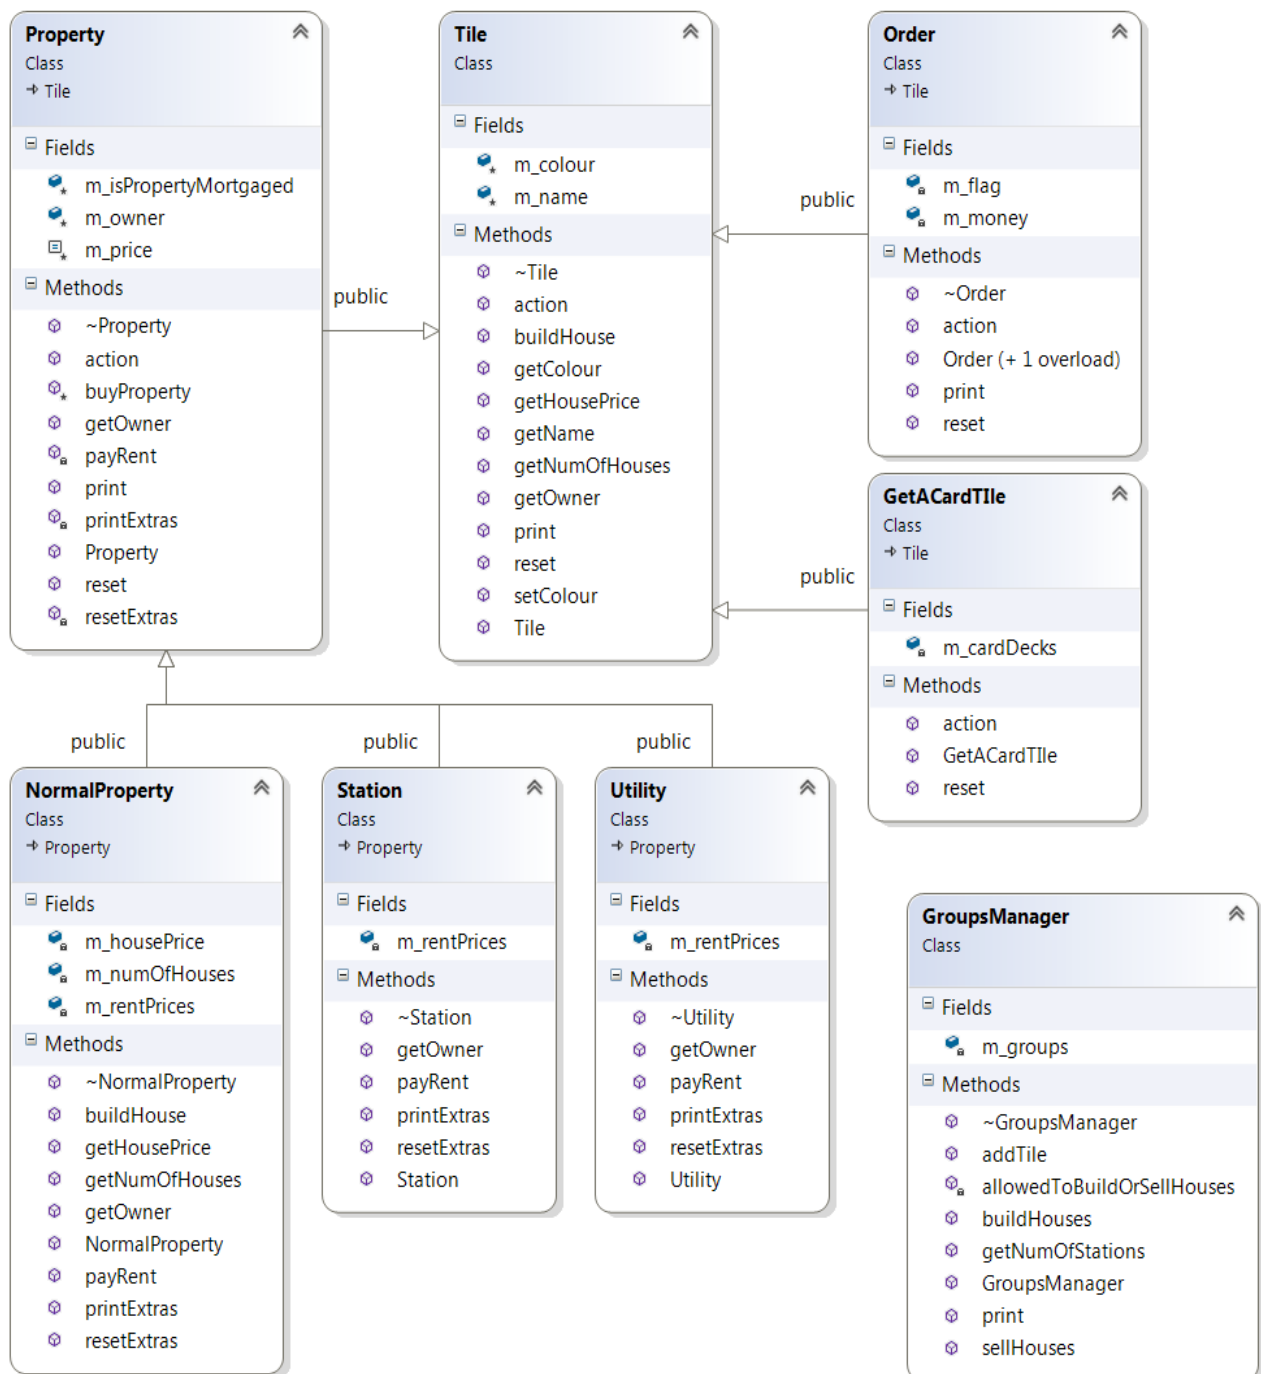 Property
Class
Tile
Fields
m_isPropertyMortgaged
m_owner
m_price
Methods
~Property
action
buyProperty
getOwner
payRent
print
printExtras
Property
reset
resetExtras
public
Tile
Class
Fields
m_colour
m_name
Methods
~Tile
action
buildHouse
getColour
getHousePrice
getName
getNumOfHouses
getOwner
print
reset
setColour
Tile
public
Order
Class
Tile
Fields
m_flag
m_money
Methods
~Order
action
Order (+ 1 overload)
print
reset
public
GetACardTIle
Class
Tile
Fields
m_cardDecks
Methods
action
GetACardTIle
reset
public
NormalProperty
Class
Property
Fields
m_housePrice
m_numOfHouses
m_rentPrices
Methods
~NormalProperty
buildHouse
getHousePrice
getNumOfHouses
getOwner
NormalProperty
payRent
printExtras
resetExtras
public
Station
Class
Property
Fields
m_rentPrices
Methods
~Station
getOwner
payRent
printExtras
resetExtras
Station
public
Utility
Class
Property
Fields
m_rentPrices
Methods
~Utility
getOwner
payRent
printExtras
resetExtras
Utility
GroupsManager
Class
Fields
m_groups
Methods
~GroupsManager
addTile
allowedToBuildOrSellHouses
buildHouses
getNumOfStations
GroupsManager
print
sellHouses